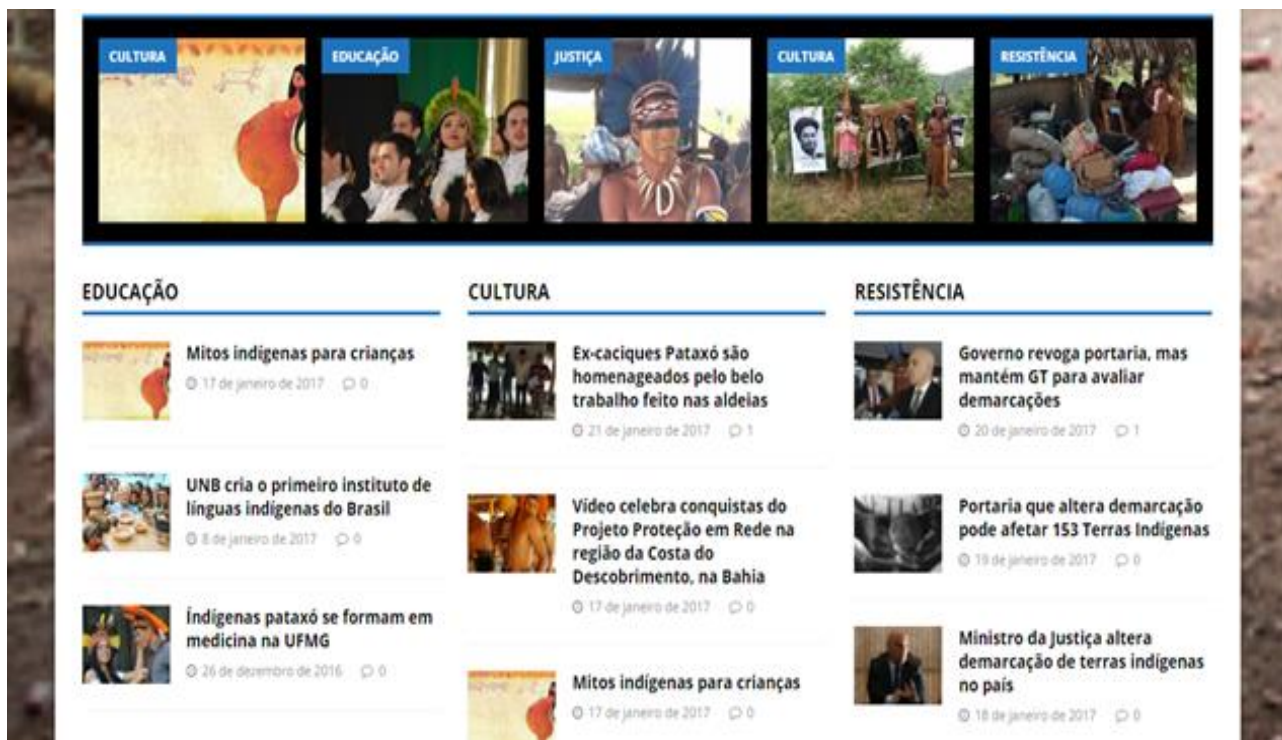 CULTURA
EDUCAÇÃO
JUSTIÇA
CULTURA
RESISTÊNCIA
EDUCAÇÃO
Mitos indígenas para crianças
17 de janeiro de 2017 0
UNB cria o primeiro instituto de
línguas indígenas do Brasil
8 de janeiro de 2017 0
Índígenas pataxó se formam em
medicina na UFMG
26 de dezembro de 2016 0
CULTURA
Ex-caciques Pataxó são
homenageados pelo belo
trabalho feito nas aldeias
21 de janeiro de 2017 1
Vídeo celebra conquistas do
Projeto Proteção em Rede na
região da Costa do
Descobrimento, na Bahia
17 de janeiro de 2017 0
Mitos indígenas para crianças
17 de janeiro de 2017 0
RESISTÊNCIA
Governo revoga portaria, mas
mantém GT para avaliar
demarcações
20 de janeiro de 2017 1
Portaria que altera demarcação
pode afetar 153 Terras Indígenas
19 de janeiro de 2017 0
Ministro da Justiça altera
demarcação de terras indígenas
no país
18 de janeiro de 2017 0